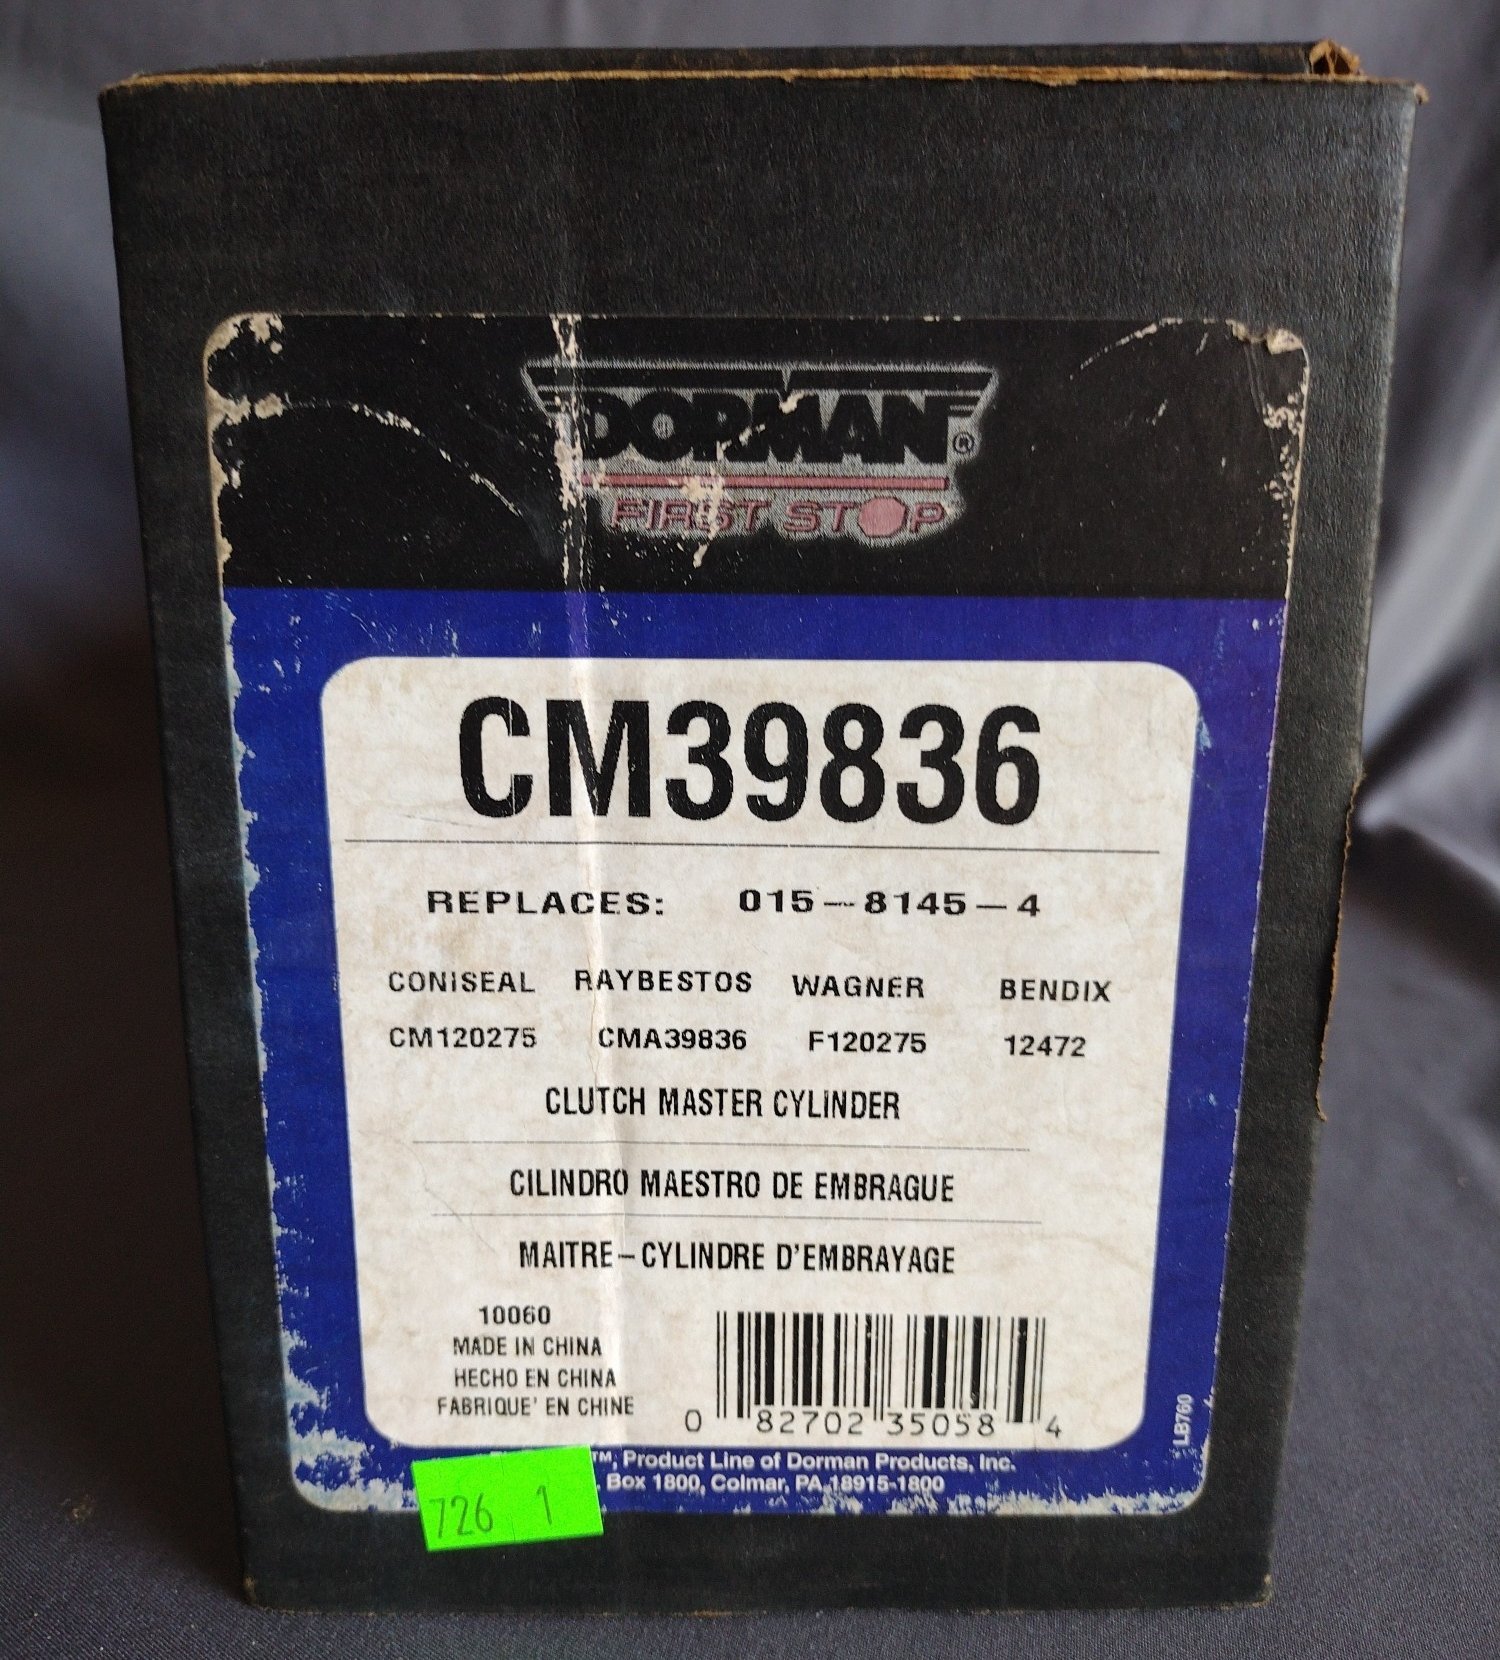 DORMAN®
FIRST STOP
CM39836
REPLACES: 015-8145-4
CONISEAL RAYBESTOS WAGNER BENDIX
CM120275 CMA39836 F120275 12472
CLUTCH MASTER CYLINDER
CILINDRO MAESTRO DE EMBRAGUE
MAITRE-CYLINDRE D'EMBRAYAGE
10060
MADE IN CHINA
HECHO EN CHINA
FABRIQUE' EN CHINE
0 82702 35058 4
LB760
™, Product Line of Dorman Products, Inc.
. Box 1800, Colmar, PA 18915-1800
726 1